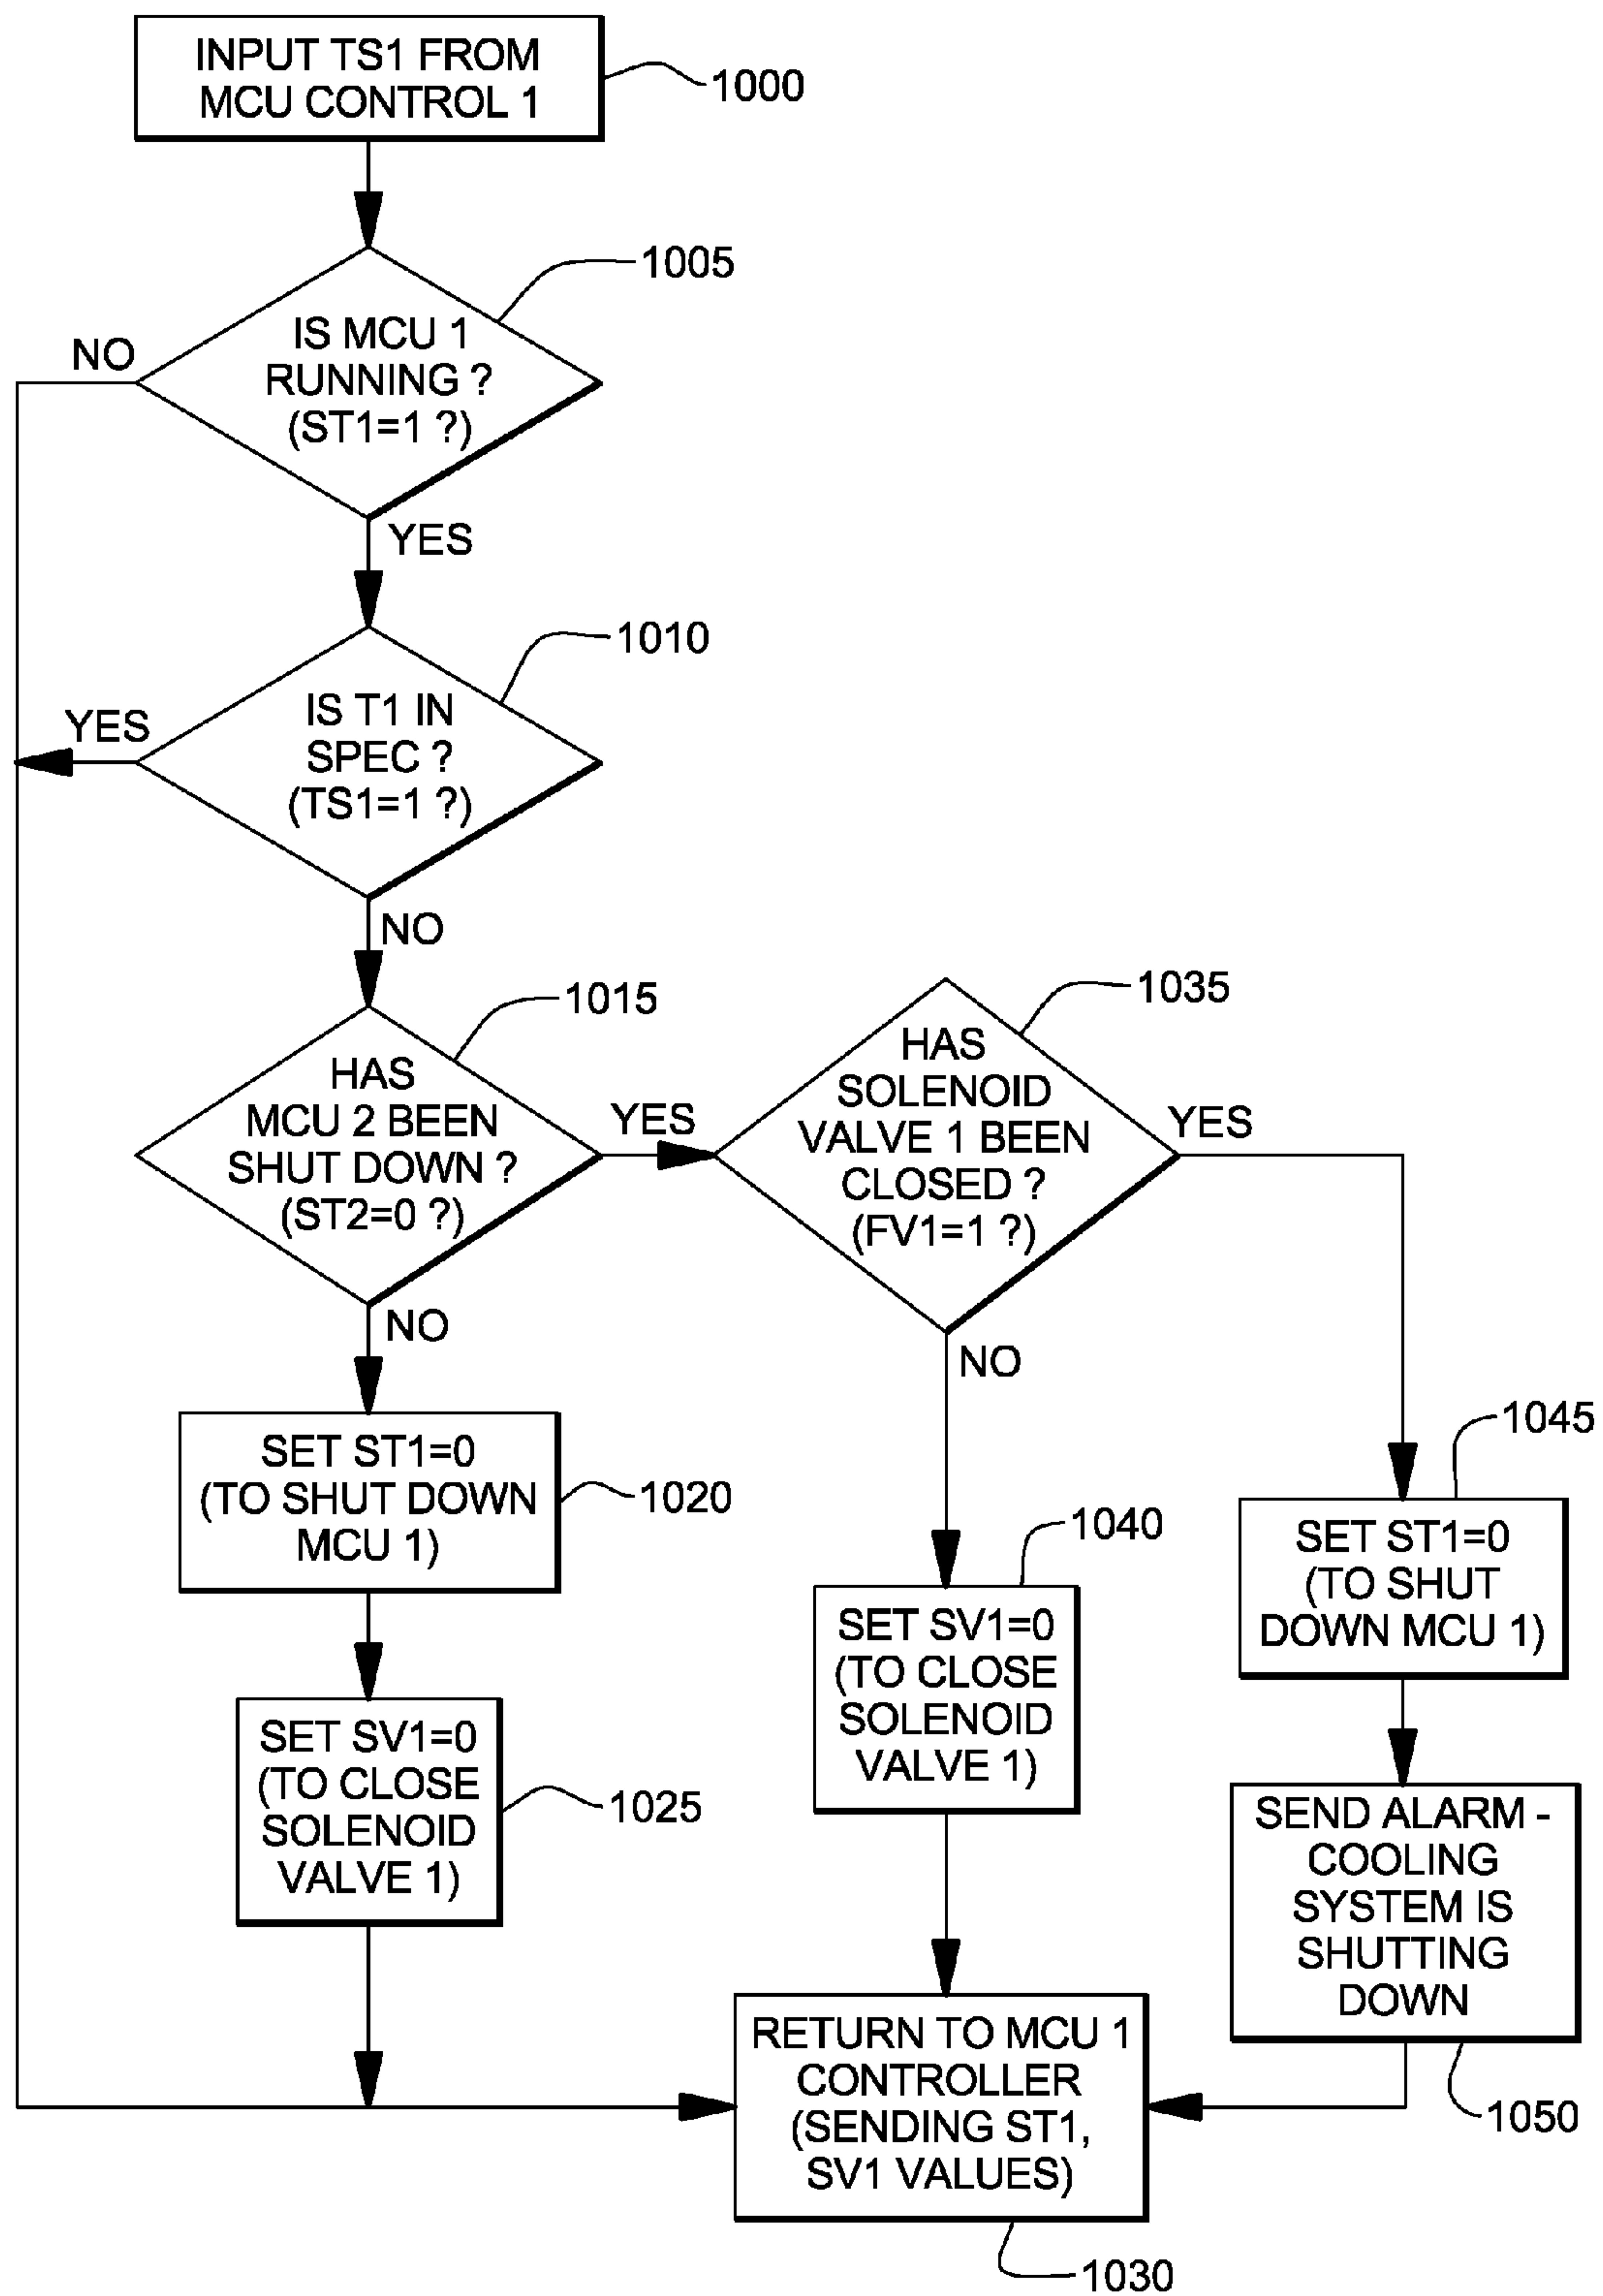 INPUT TS1 FROM
MCU CONTROL 1
1000
IS MCU 1
RUNNING ?
(ST1=1 ?)
1005
NO
YES
IS T1 IN
SPEC ?
(TS1=1 ?)
1010
YES
NO
HAS
MCU 2 BEEN
SHUT DOWN ?
(ST2=0 ?)
1015
YES
NO
HAS
SOLENOID
VALVE 1 BEEN
CLOSED ?
(FV1=1 ?)
1035
YES
NO
SET ST1=0
(TO SHUT DOWN
MCU 1)
1020
SET SV1=0
(TO CLOSE
SOLENOID
VALVE 1)
1025
SET SV1=0
(TO CLOSE
SOLENOID
VALVE 1)
1040
SET ST1=0
(TO SHUT
DOWN MCU 1)
1045
SEND ALARM -
COOLING
SYSTEM IS
SHUTTING
DOWN
1050
RETURN TO MCU 1
CONTROLLER
(SENDING ST1,
SV1 VALUES)
1030